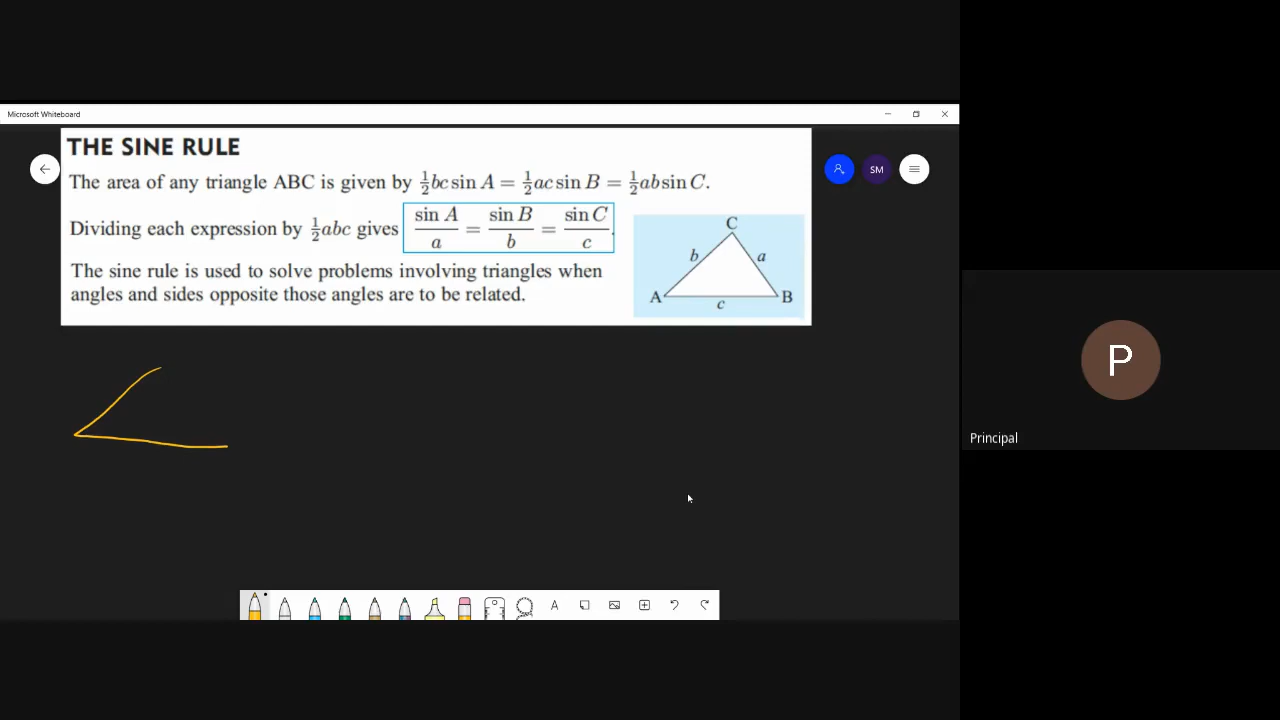 Microsoft Whiteboard
THE SINE RULE
The area of any triangle ABC is given by ½bc sin A = ½ac sin B = ½ab sin C.
Dividing each expression by ½abc gives sin A/a = sin B/b = sin C/c.
The sine rule is used to solve problems involving triangles when
angles and sides opposite those angles are to be related.
C
b a
A B
c
SM
P
Principal
A